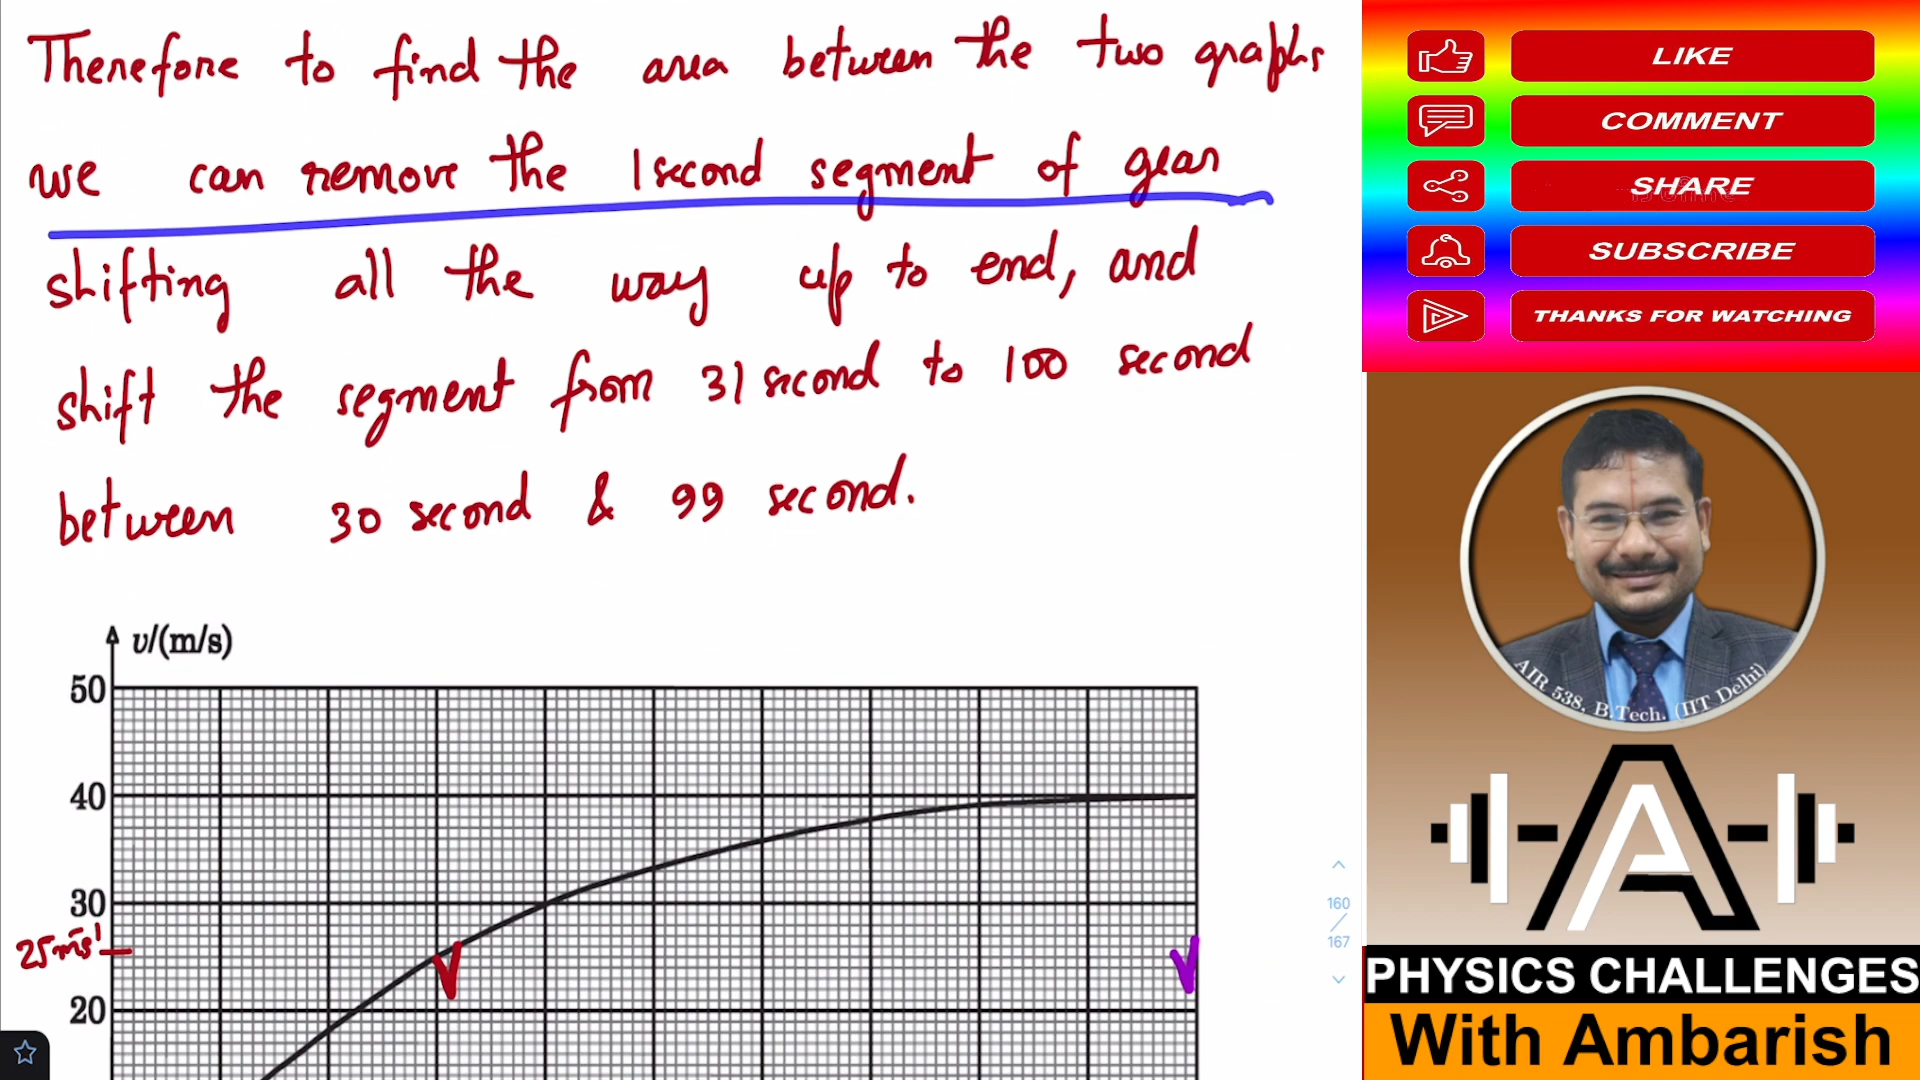 Therefore to find the area between the two graphs
we can remove the 1 second segment of gear
shifting all the way up to end, and
shift the segment from 31 second to 100 second
between 30 second & 99 second.
v/(m/s)
50
40
30
25 ms⁻¹
20
LIKE
COMMENT
SHARE
SUBSCRIBE
THANKS FOR WATCHING
AIR 538, B.Tech. (IIT Delhi)
160
/
167
A
PHYSICS CHALLENGES
With Ambarish